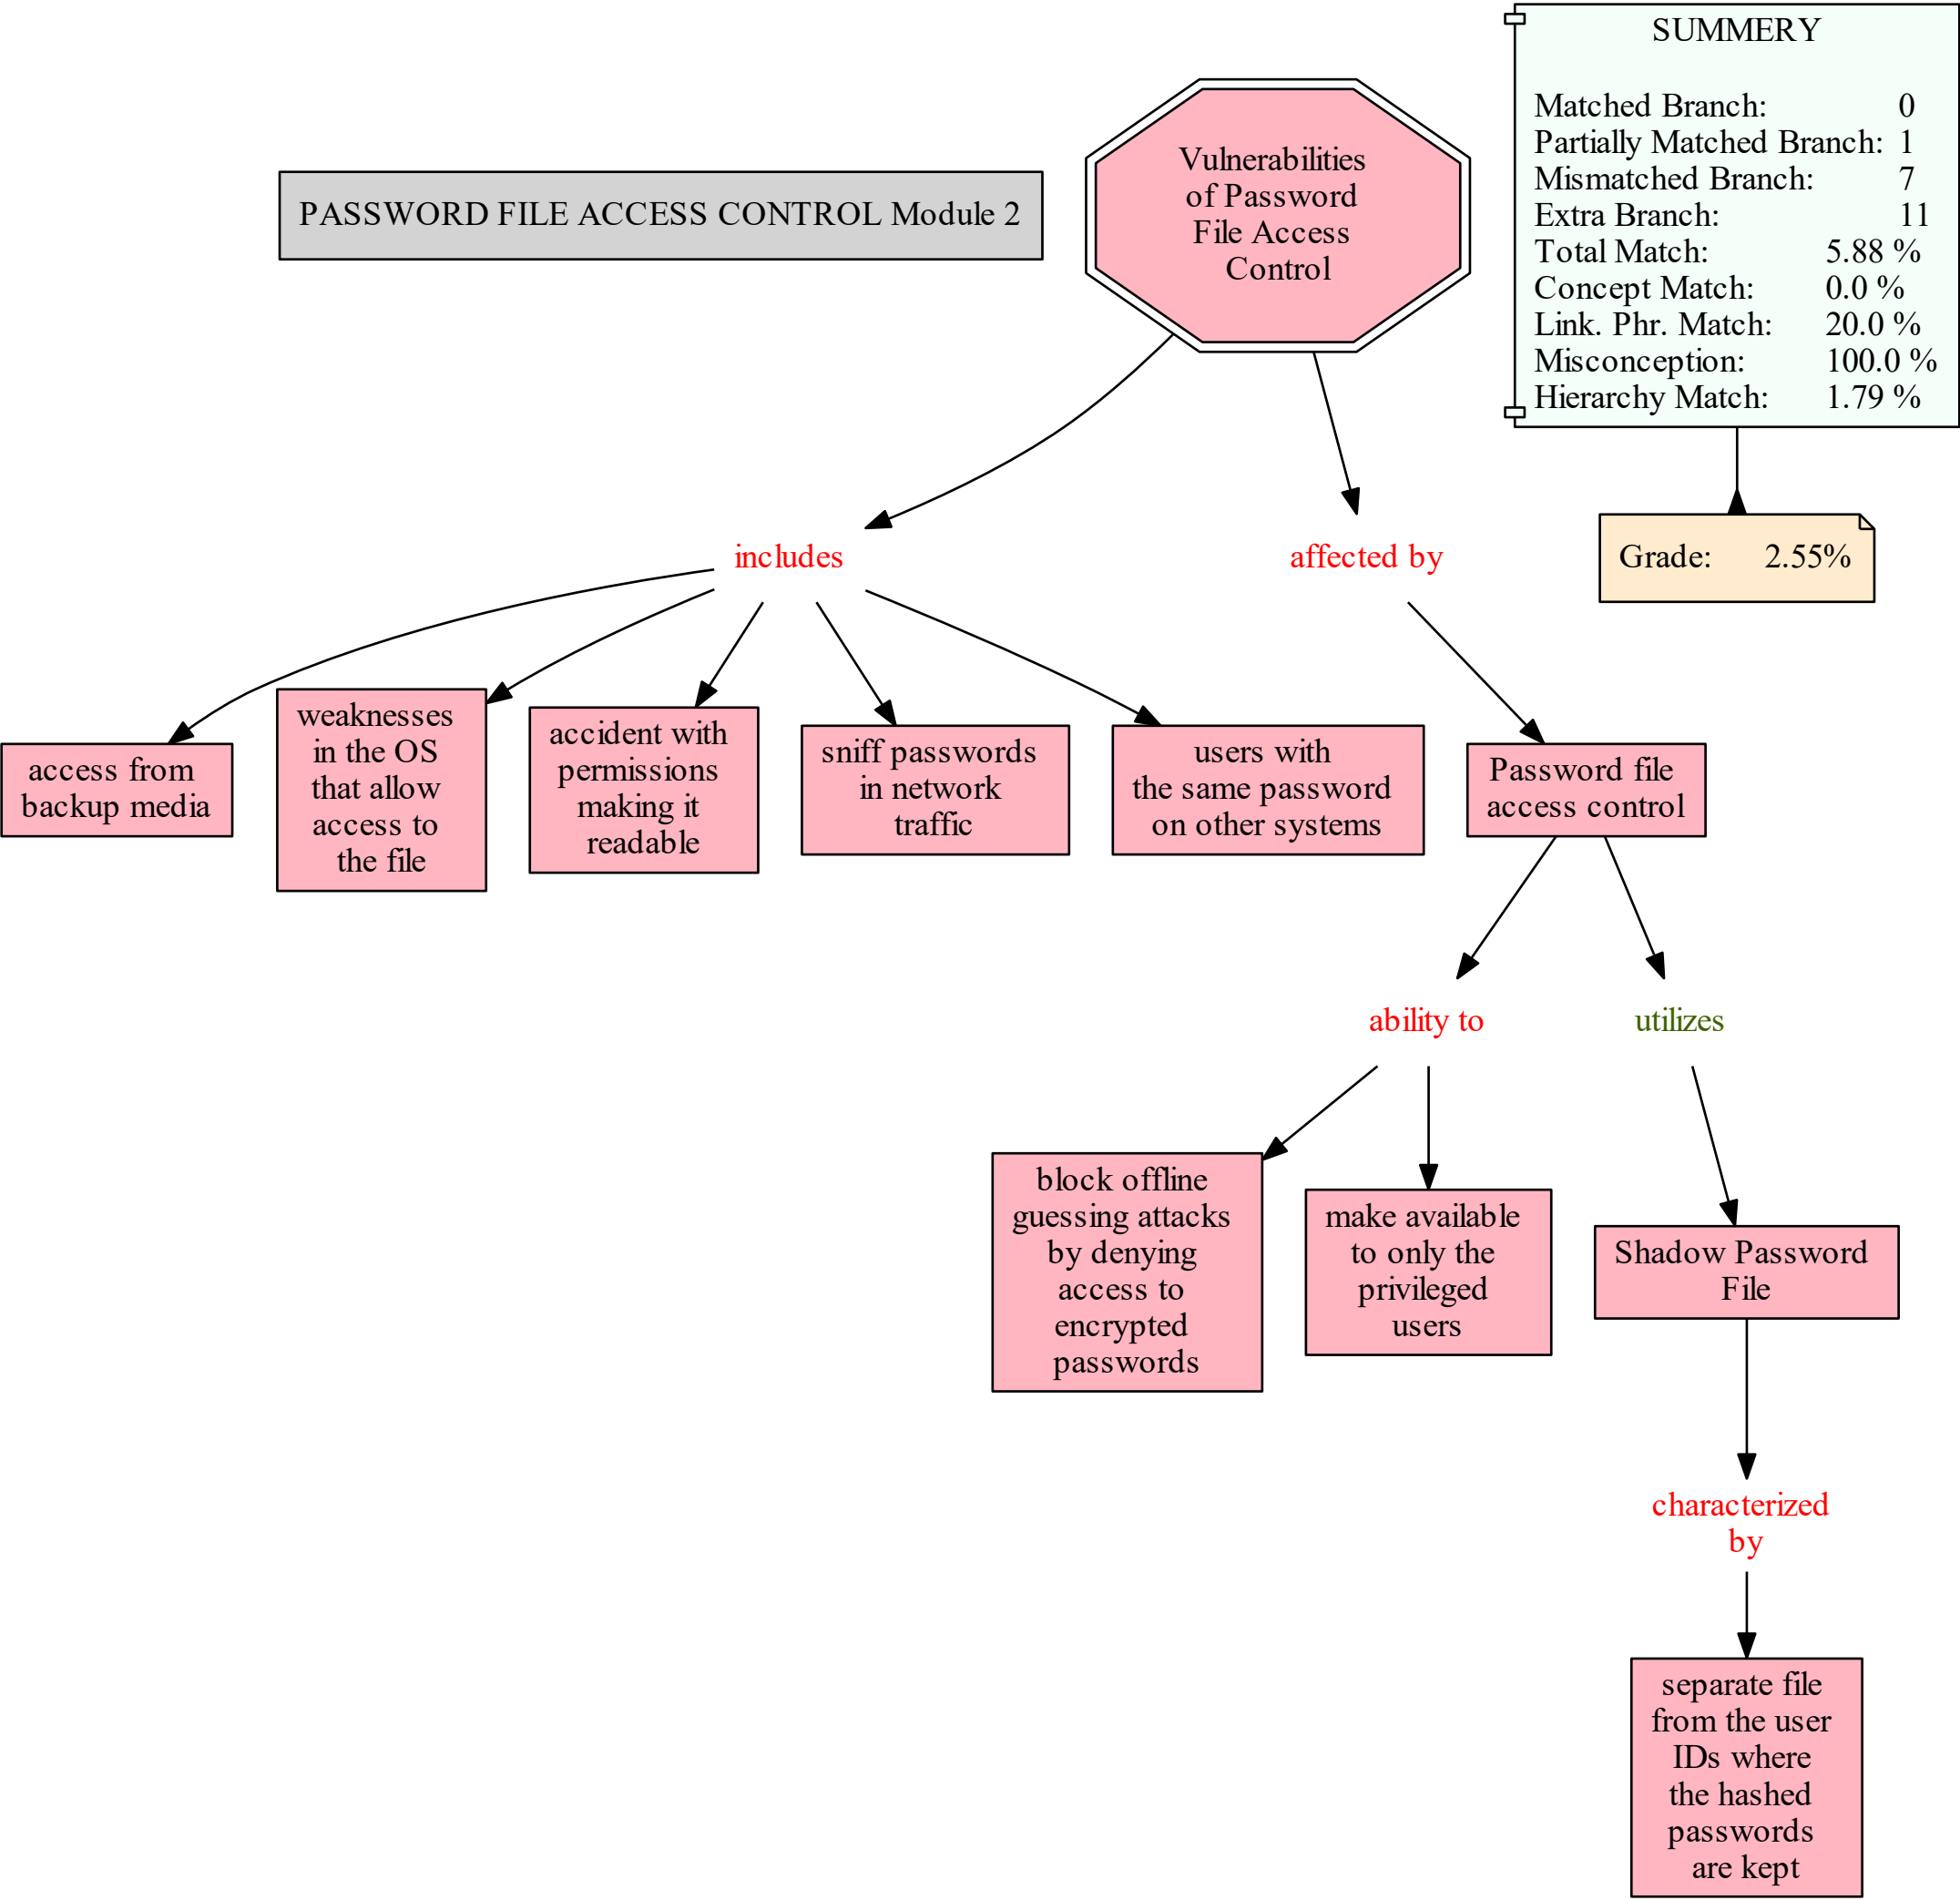 SUMMERY
Matched Branch: 0
Partially Matched Branch: 1
Mismatched Branch: 7
Extra Branch: 11
Total Match: 5.88 %
Concept Match: 0.0 %
Link. Phr. Match: 20.0 %
Misconception: 100.0 %
Hierarchy Match: 1.79 %
Vulnerabilities
of Password
File Access
Control
PASSWORD FILE ACCESS CONTROL Module 2
includes
affected by
Grade: 2.55%
access from
backup media
weaknesses
in the OS
that allow
access to
the file
accident with
permissions
making it
readable
sniff passwords
in network
traffic
users with
the same password
on other systems
Password file
access control
ability to
utilizes
block offline
guessing attacks
by denying
access to
encrypted
passwords
make available
to only the
privileged
users
Shadow Password
File
characterized
by
separate file
from the user
IDs where
the hashed
passwords
are kept